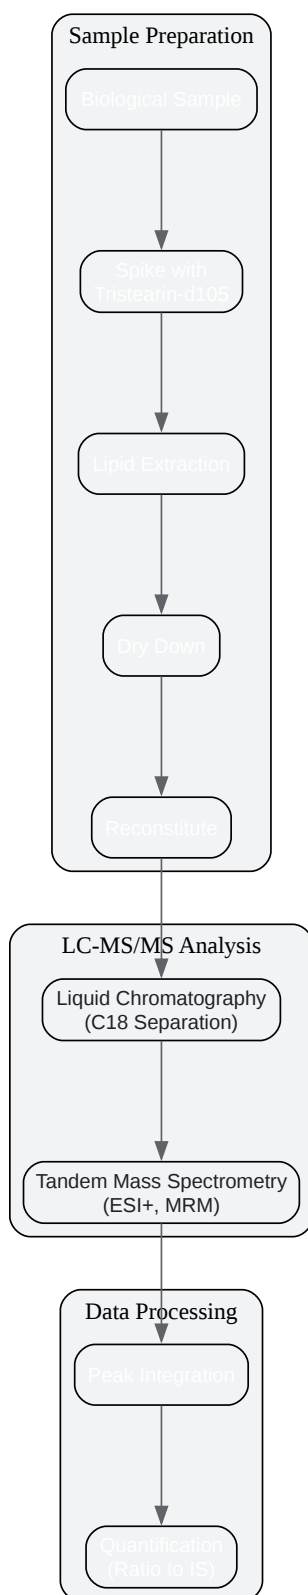 Sample Preparation
Biological Sample
Spike with
Tristearin-d105
Lipid Extraction
Dry Down
Reconstitute
LC-MS/MS Analysis
Liquid Chromatography
(C18 Separation)
Tandem Mass Spectrometry
(ESI+, MRM)
Data Processing
Peak Integration
Quantification
(Ratio to IS)